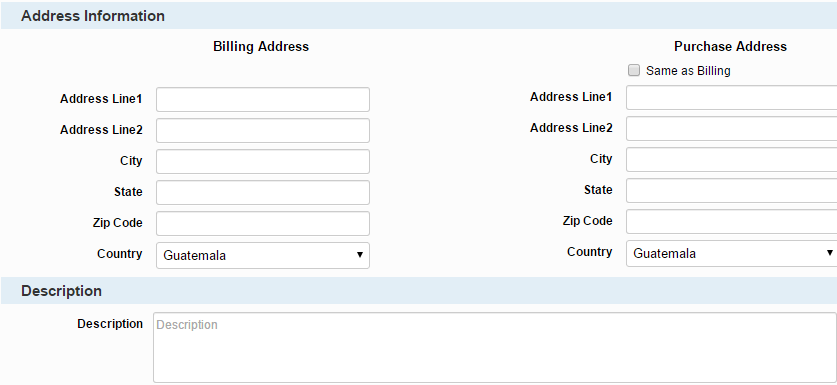 Address Information
Billing Address
Purchase Address
Same as Billing
Address Line1
Address Line1
Address Line2
Address Line2
City
City
State
State
Zip Code
Zip Code
Country Guatemala
Country Guatemala
Description
Description Description